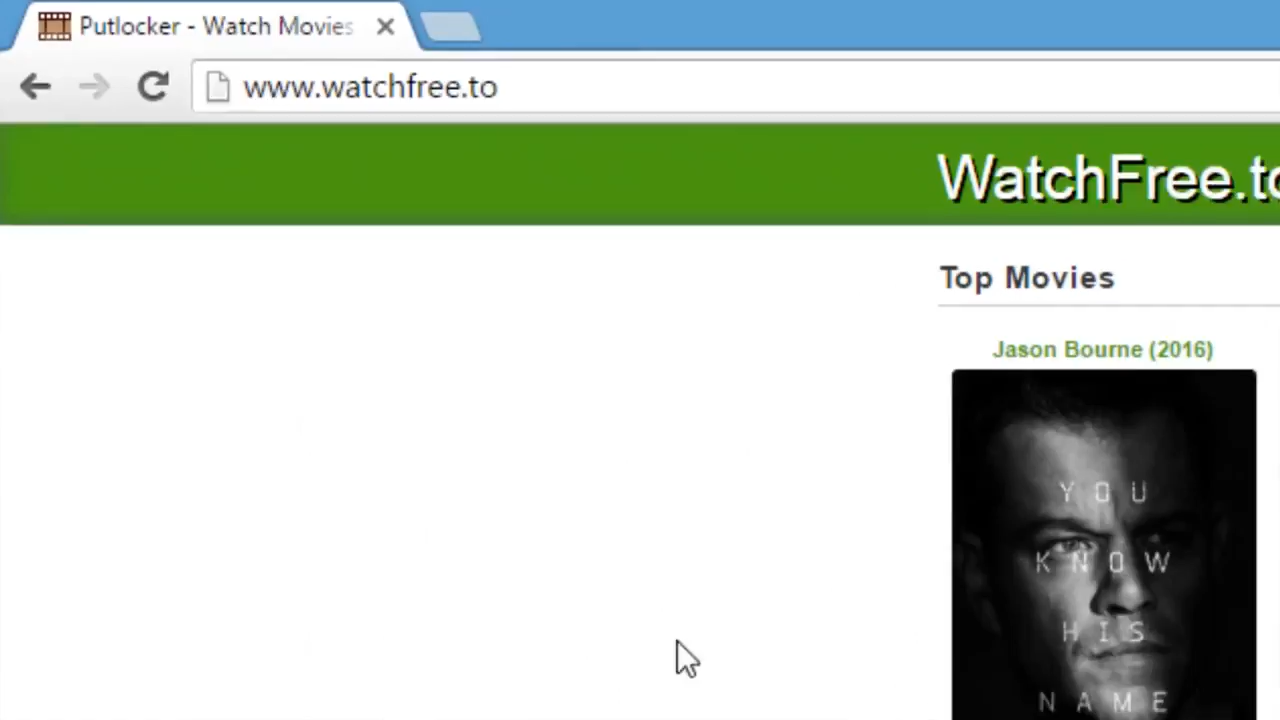 Putlocker - Watch Movies
www.watchfree.to
WatchFree.to
Top Movies
Jason Bourne (2016)
YOU
KNOW
HIS
NAME